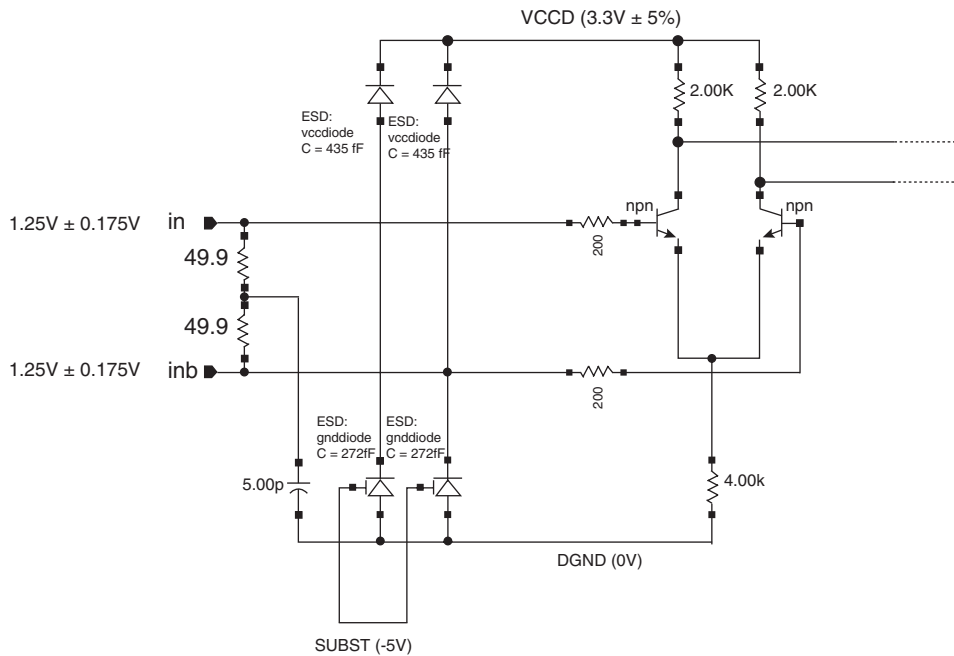 VCCD (3.3V ± 5%)
2.00K
2.00K
ESD:
vccdiode
C = 435 fF
ESD:
vccdiode
C = 435 fF
npn
npn
1.25V ± 0.175V
in
200
49.9
49.9
1.25V ± 0.175V
inb
200
ESD:
gnddiode
C = 272fF
ESD:
gnddiode
C = 272fF
5.00p
4.00k
DGND (0V)
SUBST (-5V)